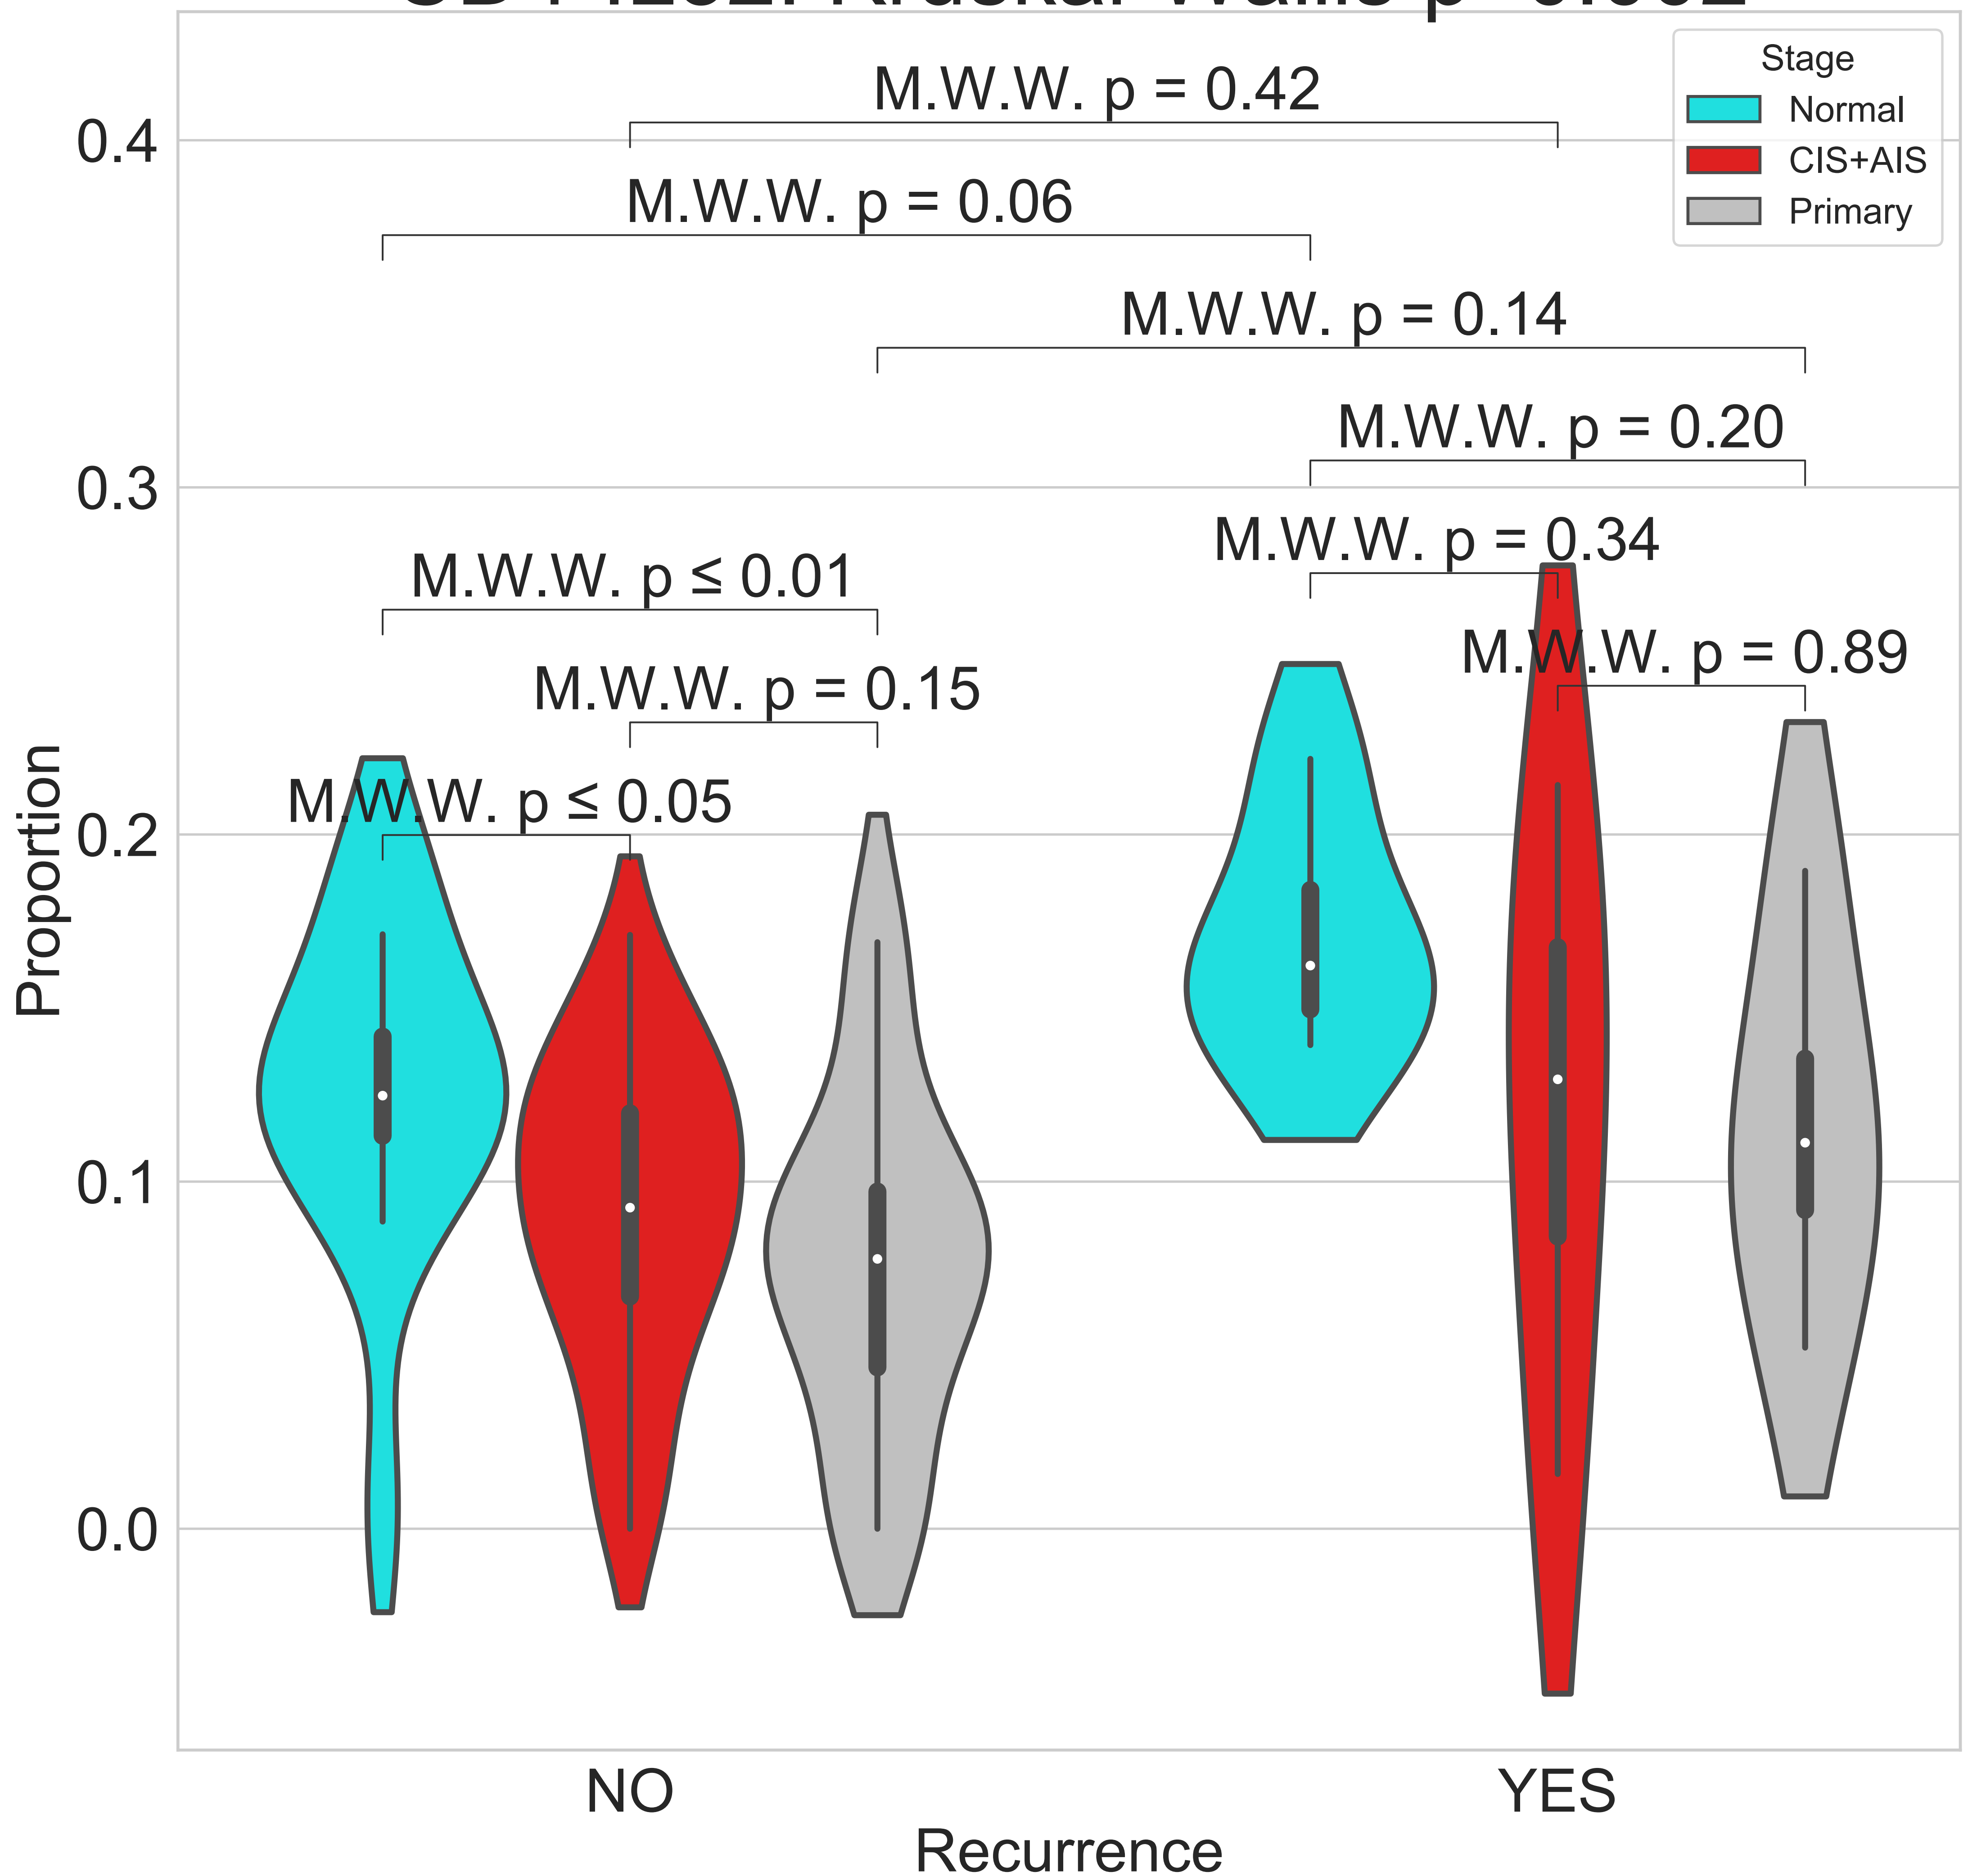 Stage
Normal
CIS+AIS
Primary
M.W.W. p = 0.42
M.W.W. p = 0.06
M.W.W. p = 0.14
M.W.W. p = 0.20
M.W.W. p = 0.34
M.W.W. p ≤ 0.01
M.W.W. p = 0.89
M.W.W. p = 0.15
M.W.W. p ≤ 0.05
0.4
0.3
0.2
0.1
0.0
Proportion
NO
YES
Recurrence